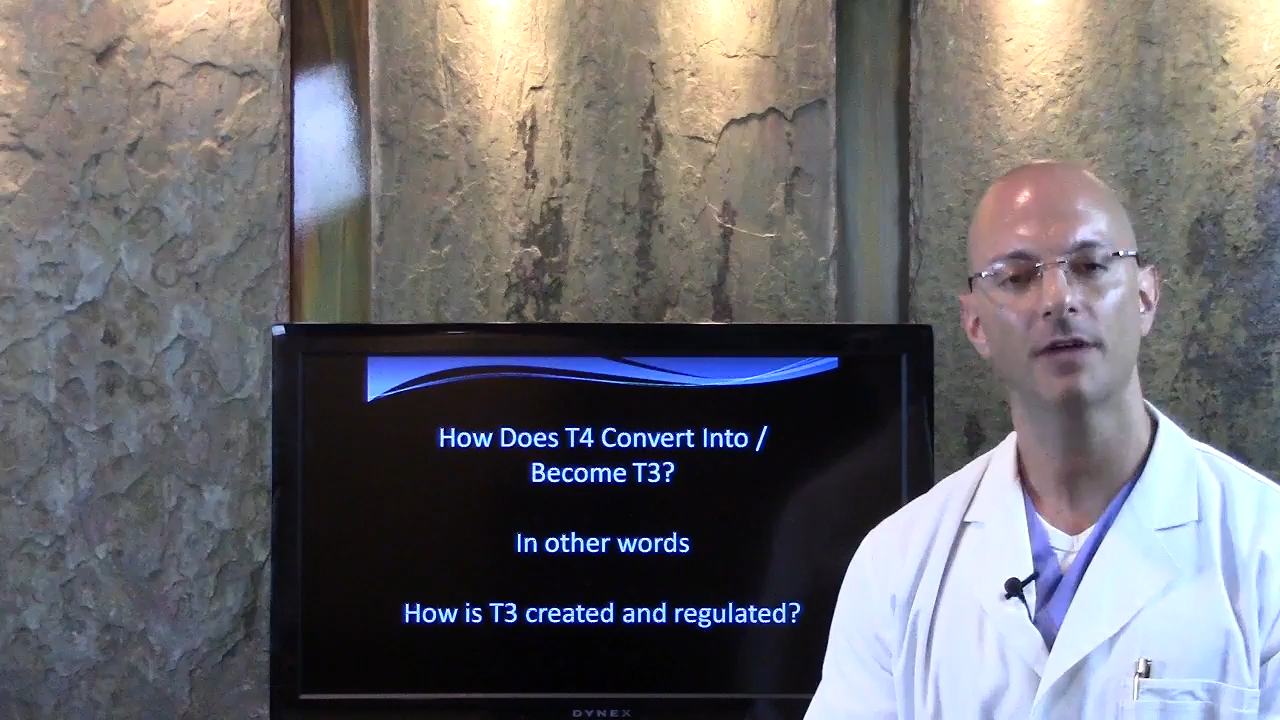 How Does T4 Convert Into /
Become T3?
In other words
How is T3 created and regulated?
DYNEX